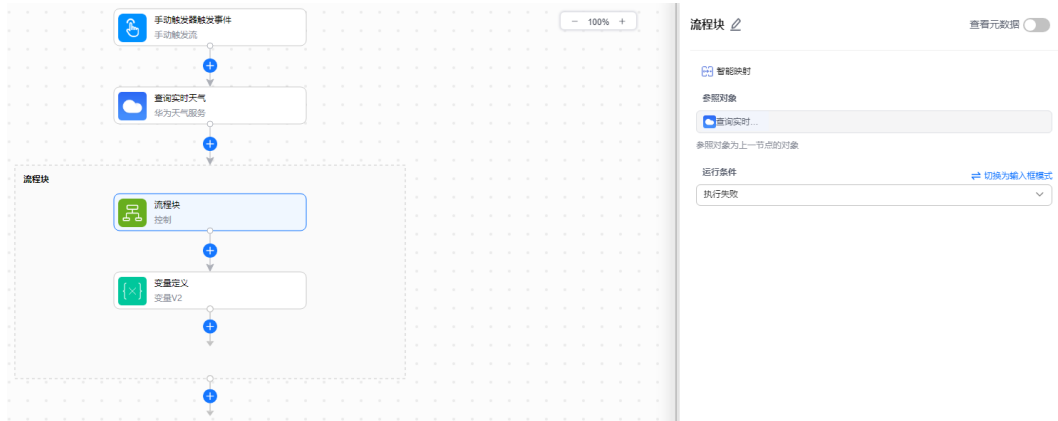 手动触发器触发事件
手动触发流
查询实时天气
华为天气服务
流程块
流程块
控制
变量定义
变量V2
− 100% +
流程块
查看元数据
智能映射
参照对象
查询实时...
参照对象为上一节点的对象
运行条件
切换为输入框模式
执行失败